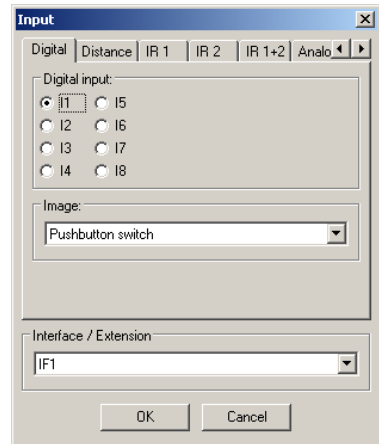 Input
Digital Distance IR 1 IR 2 IR 1+2 Analo
Digital input:
I1 I5
I2 I6
I3 I7
I4 I8
Image:
Pushbutton switch
Interface / Extension
IF1
OK Cancel